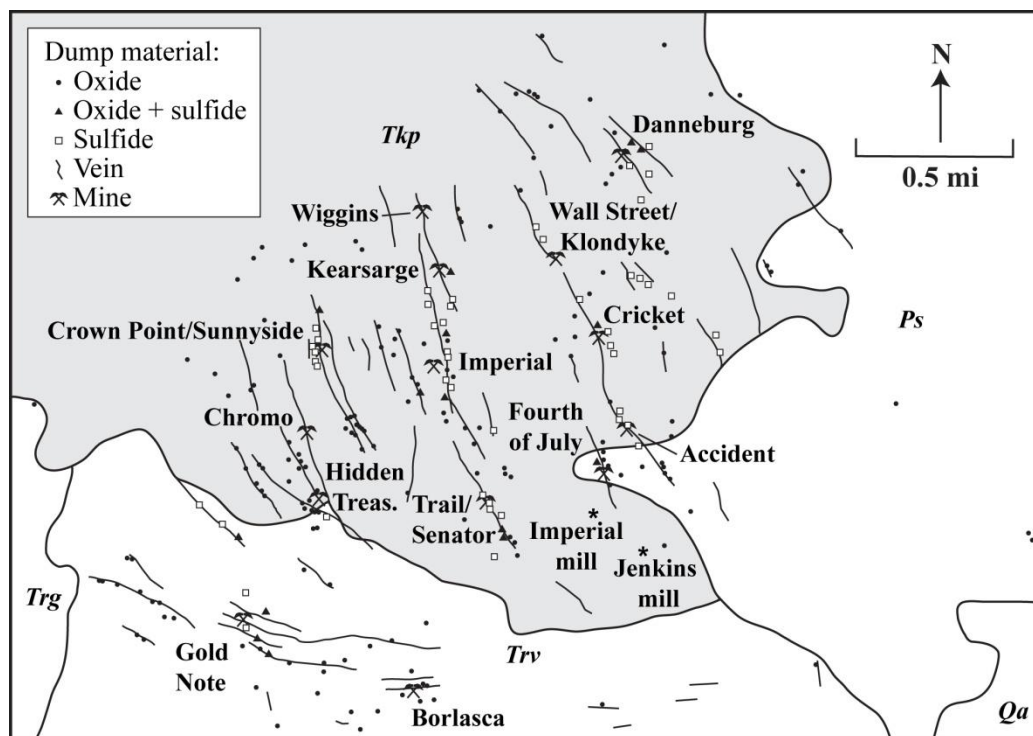 Dump material:
Oxide
Oxide + sulfide
Sulfide
Vein
Mine
N
0.5 mi
Tkp
Danneburg
Wiggins
Wall Street/
Klondyke
Kearsarge
Ps
Crown Point/Sunnyside
Cricket
Imperial
Chromo
Fourth
of July
Accident
Hidden
Treas.
Trail/
Senator
*
Imperial
mill
*
Jenkins
mill
Trg
Trv
Gold
Note
Borlasca
Qa